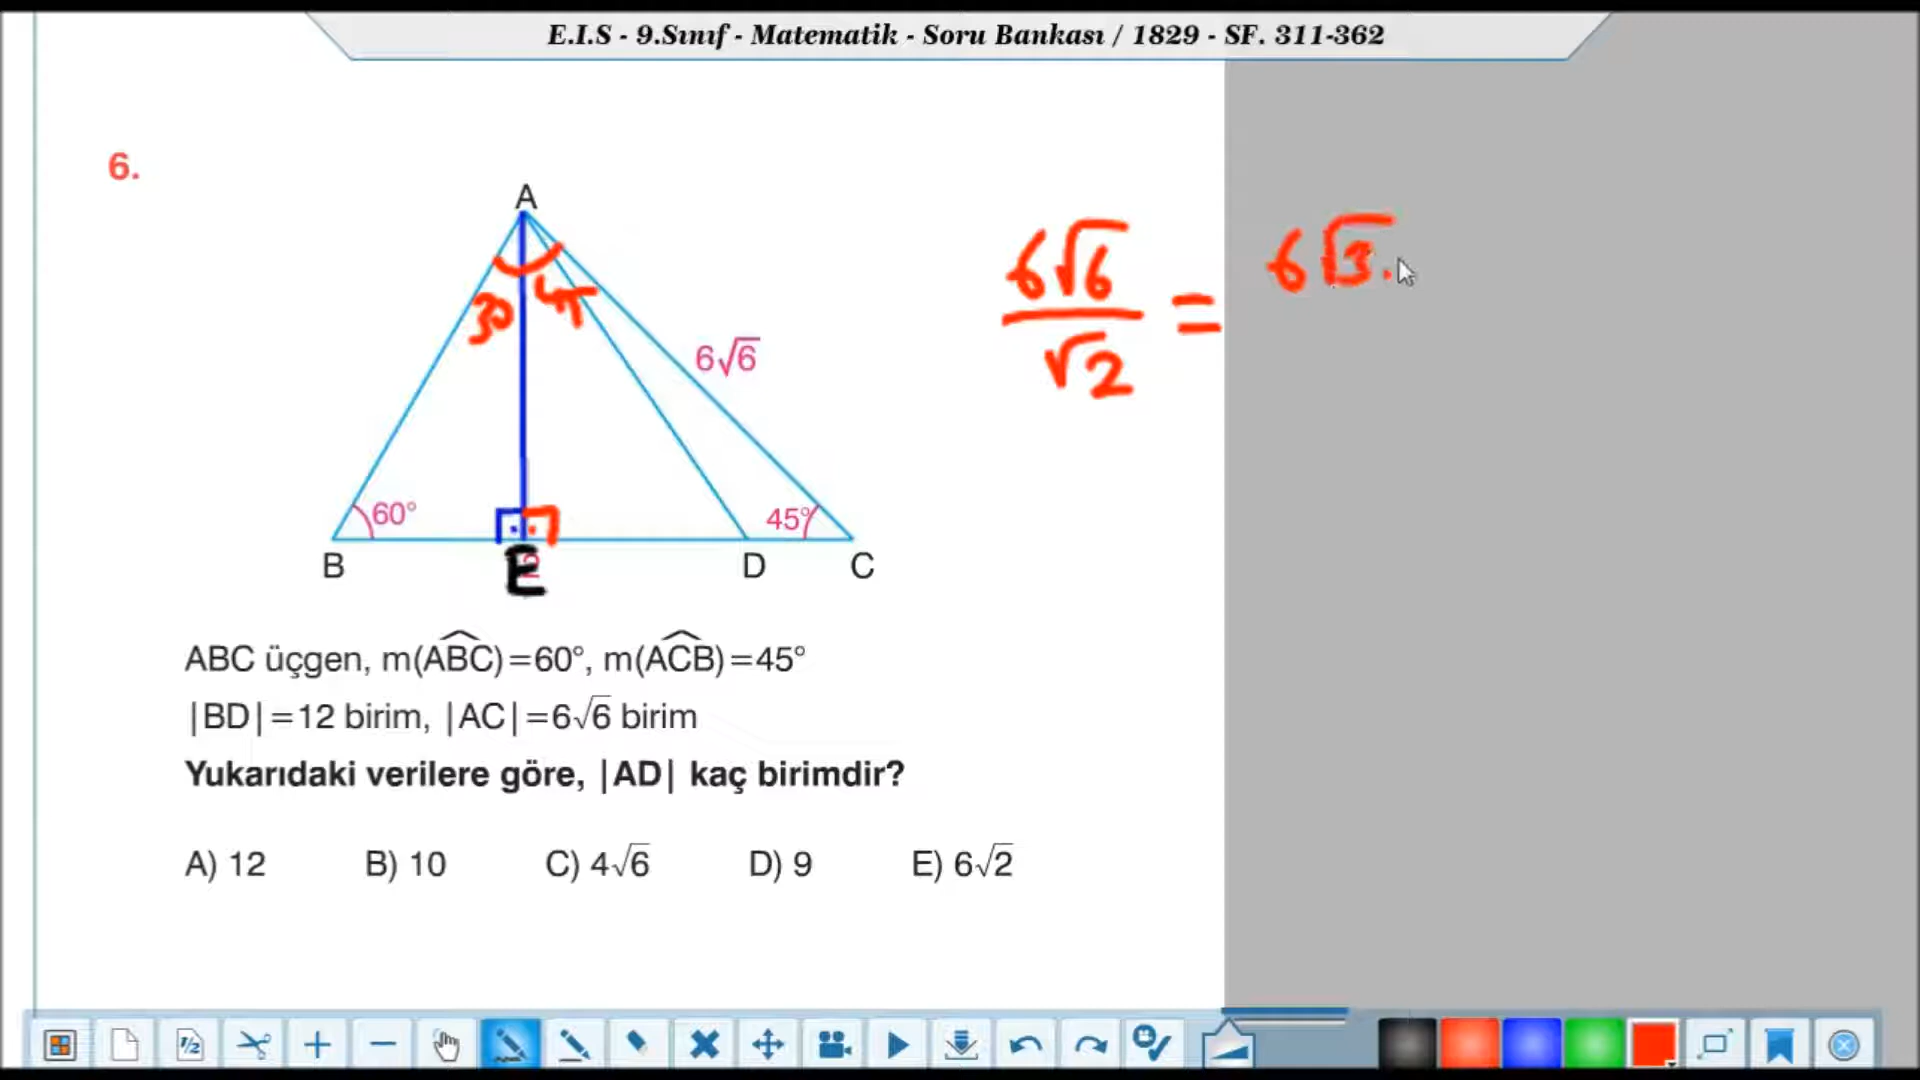 E.I.S - 9.Sınıf - Matematik - Soru Bankası / 1829 - SF. 311-362
6.
A
30 45
6√6
60°
45°
B
E
D
C
6√6
√2
=
6√3.
ABC üçgen, m(ABC)=60°, m(ACB)=45°
|BD|=12 birim, |AC|=6√6 birim
Yukarıdaki verilere göre, |AD| kaç birimdir?
A) 12 B) 10 C) 4√6 D) 9 E) 6√2
1/2